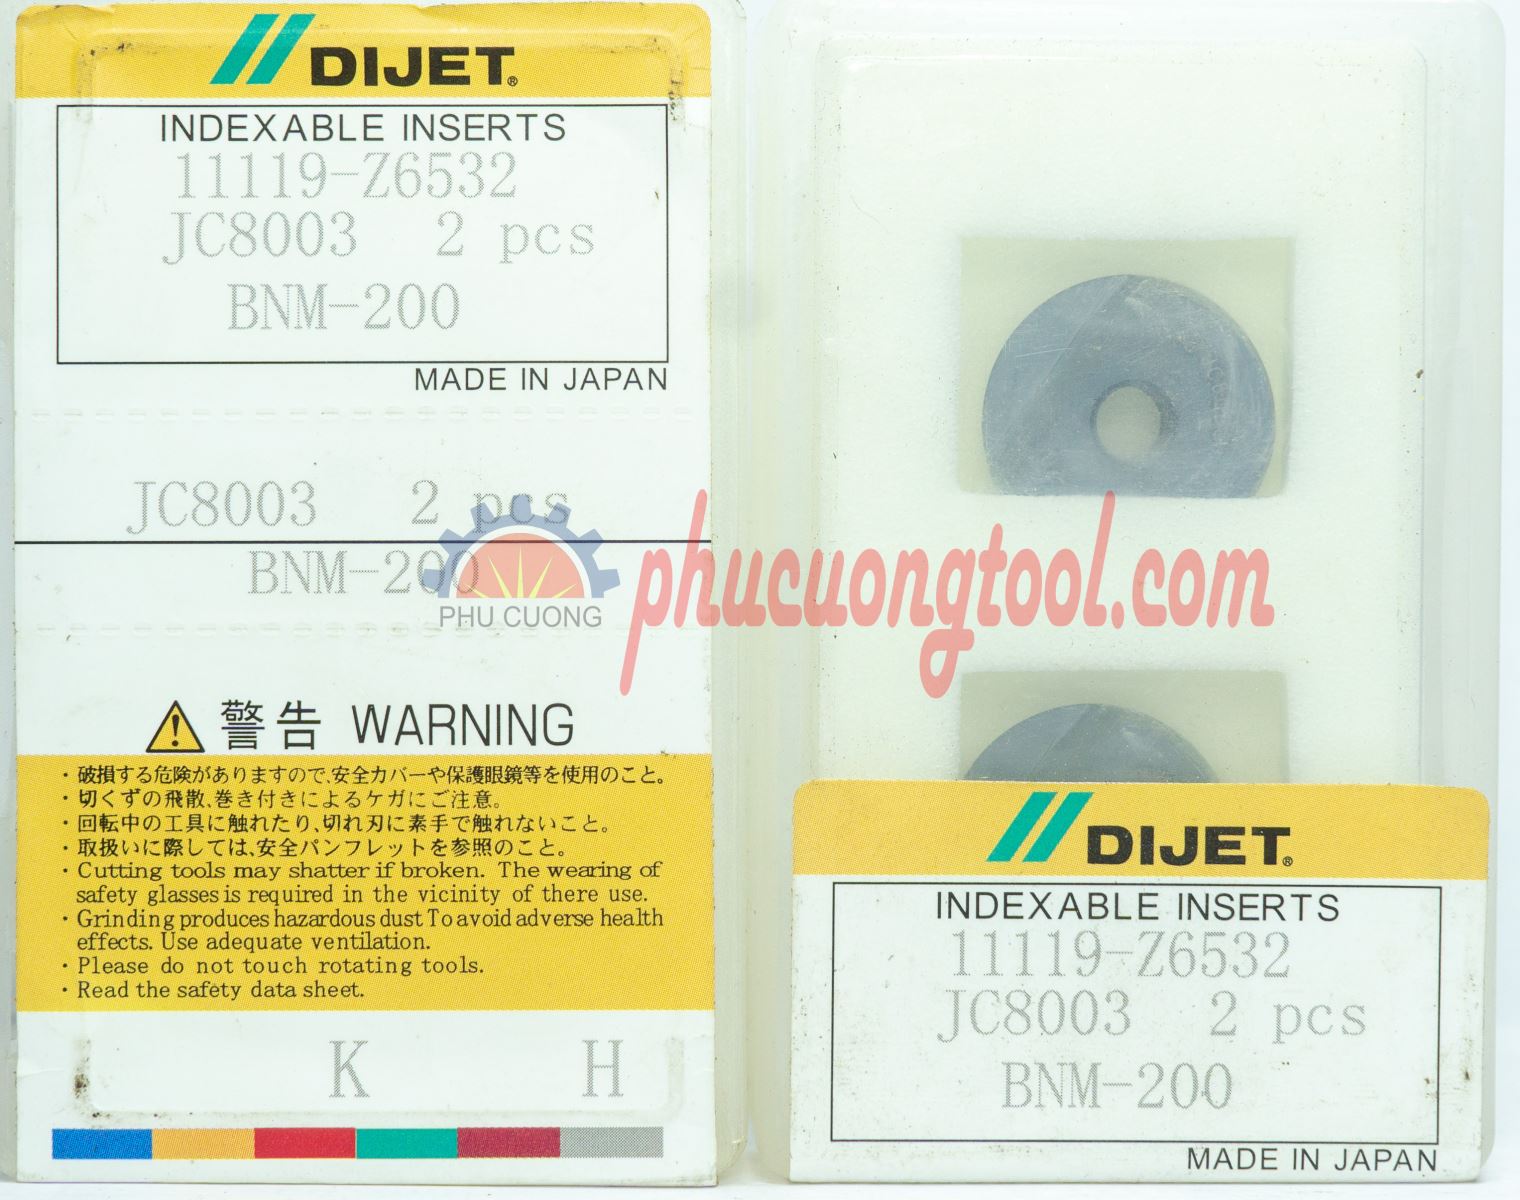 DIJET®
INDEXABLE INSERTS
11119-Z6532
JC8003 2 pcs
BNM-200
MADE IN JAPAN
JC8003 2 pcs
BNM-200
警告 WARNING
・破損する危険がありますので、安全カバーや保護眼鏡等を使用のこと。
・切くずの飛散、巻き付きによるケガにご注意。
・回転中の工具に触れたり、切れ刃に素手で触れないこと。
・取扱いに際しては、安全パンフレットを参照のこと。
・Cutting tools may shatter if broken. The wearing of
safety glasses is required in the vicinity of there use.
・Grinding produces hazardous dust To avoid adverse health
effects. Use adequate ventilation.
・Please do not touch rotating tools.
・Read the safety data sheet.
K H
PHU CUONG
phucuongtool.com
DIJET®
INDEXABLE INSERTS
11119-Z6532
JC8003 2 pcs
BNM-200
MADE IN JAPAN